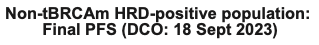 Non-tBRCAm HRD-positive population:
Final PFS (DCO: 18 Sept 2023)